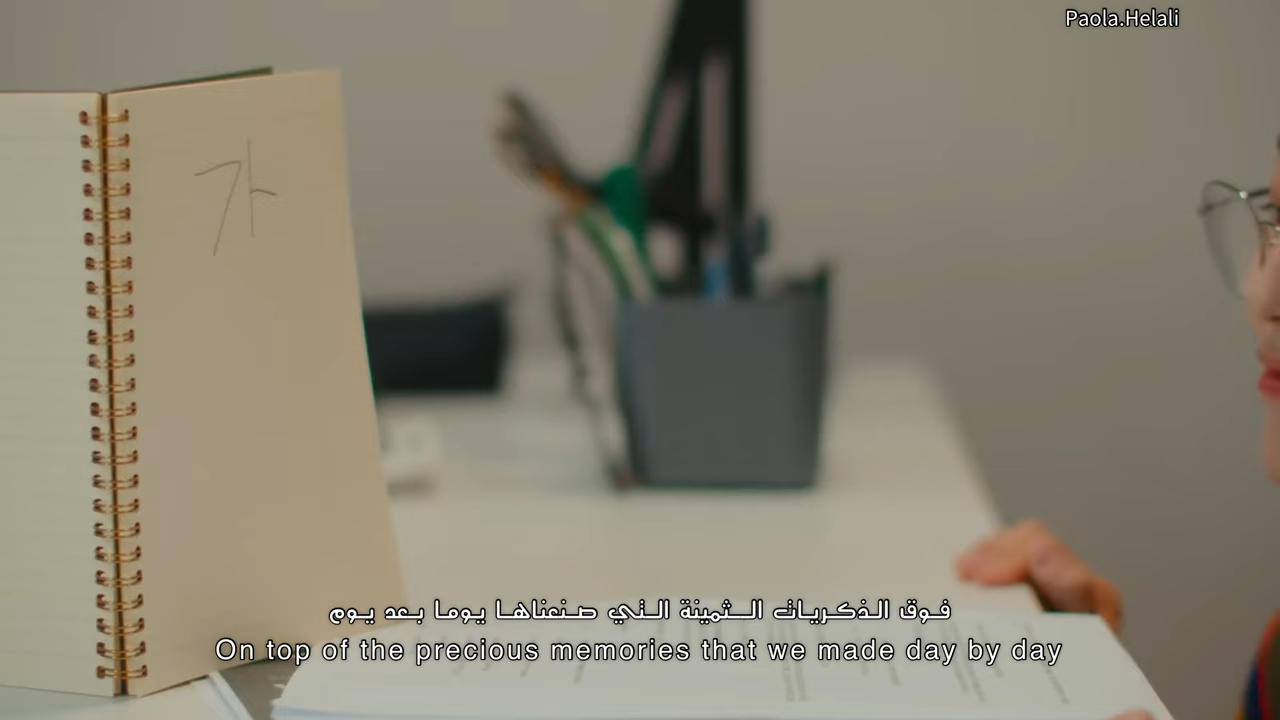 Paola.Helali
가
فوق الذكريات الثمينة التي صنعناها يوما بعد يوم
On top of the precious memories that we made day by day